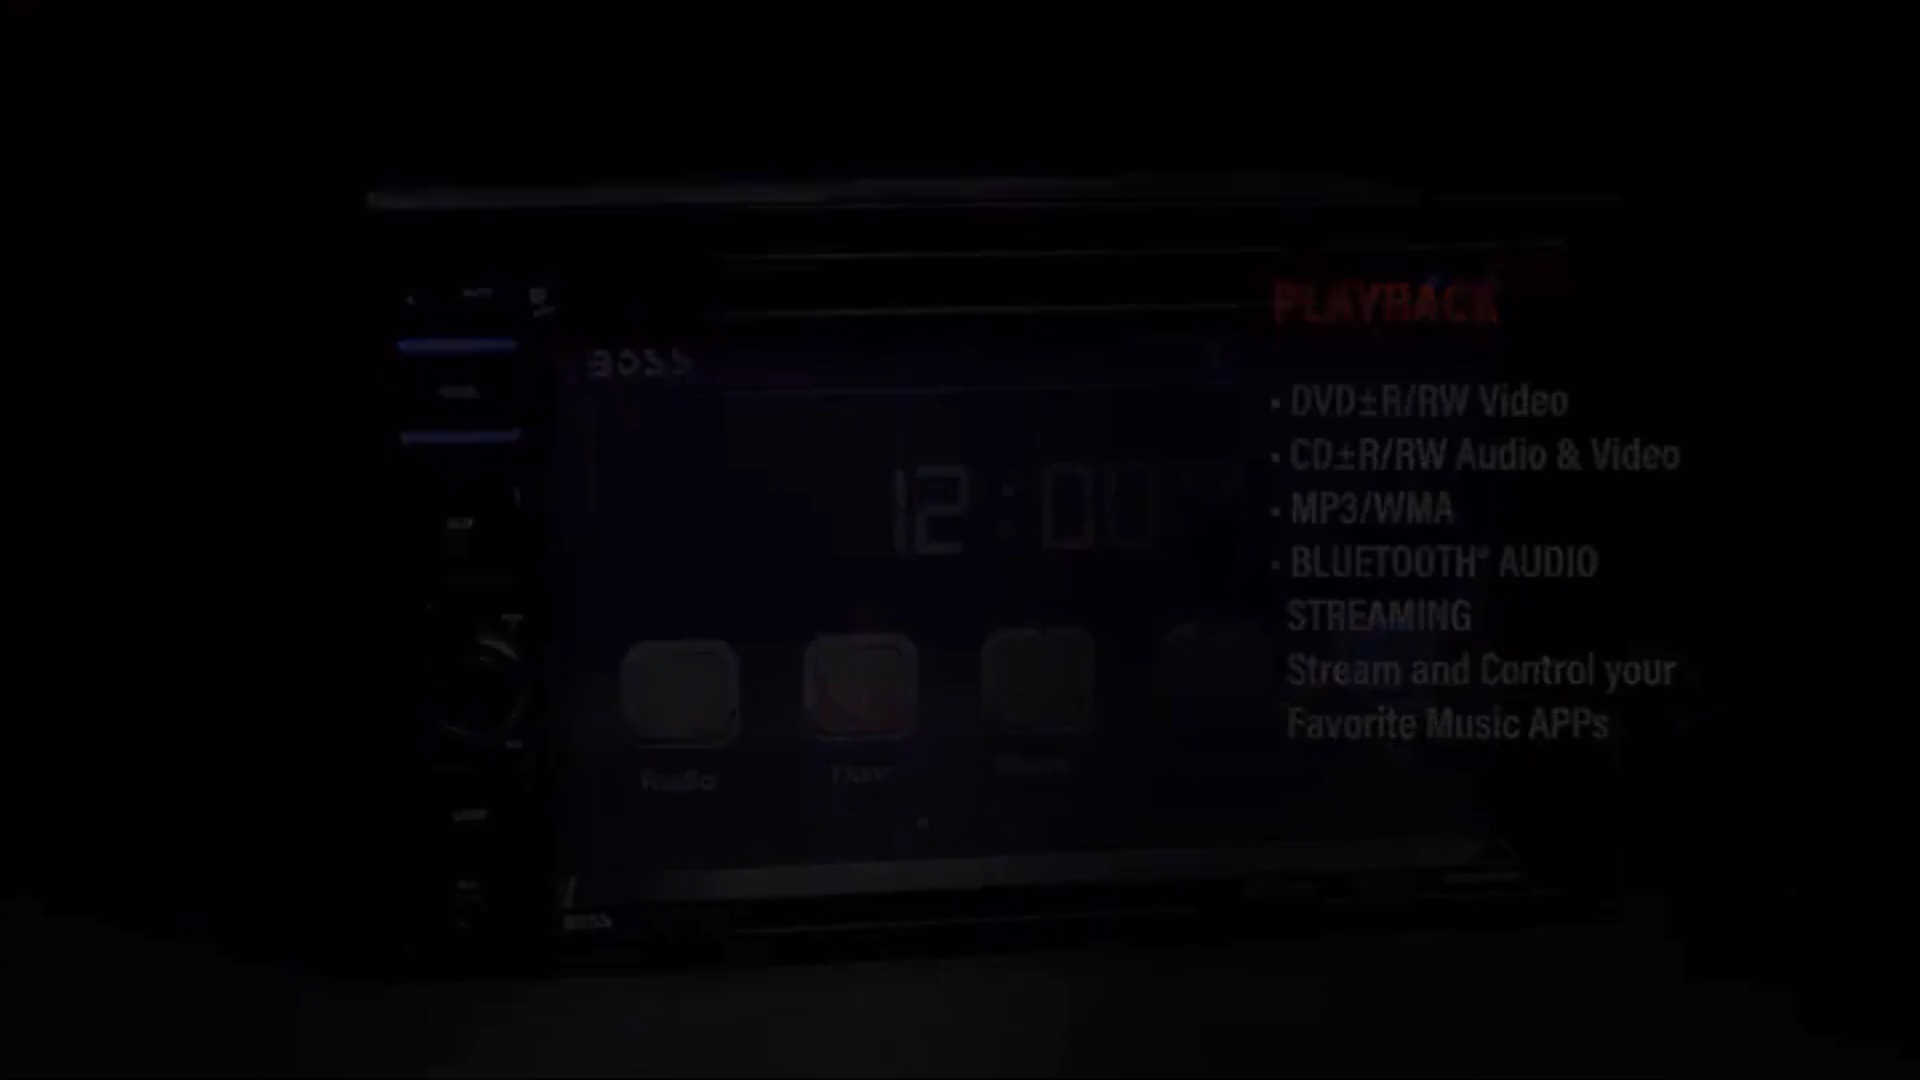 BOSS
12:00
Radio
BOSS
PLAYBACK
· DVD±R/RW Video
· CD±R/RW Audio & Video
· MP3/WMA
· BLUETOOTH® AUDIO
STREAMING
Stream and Control your
Favorite Music APPs